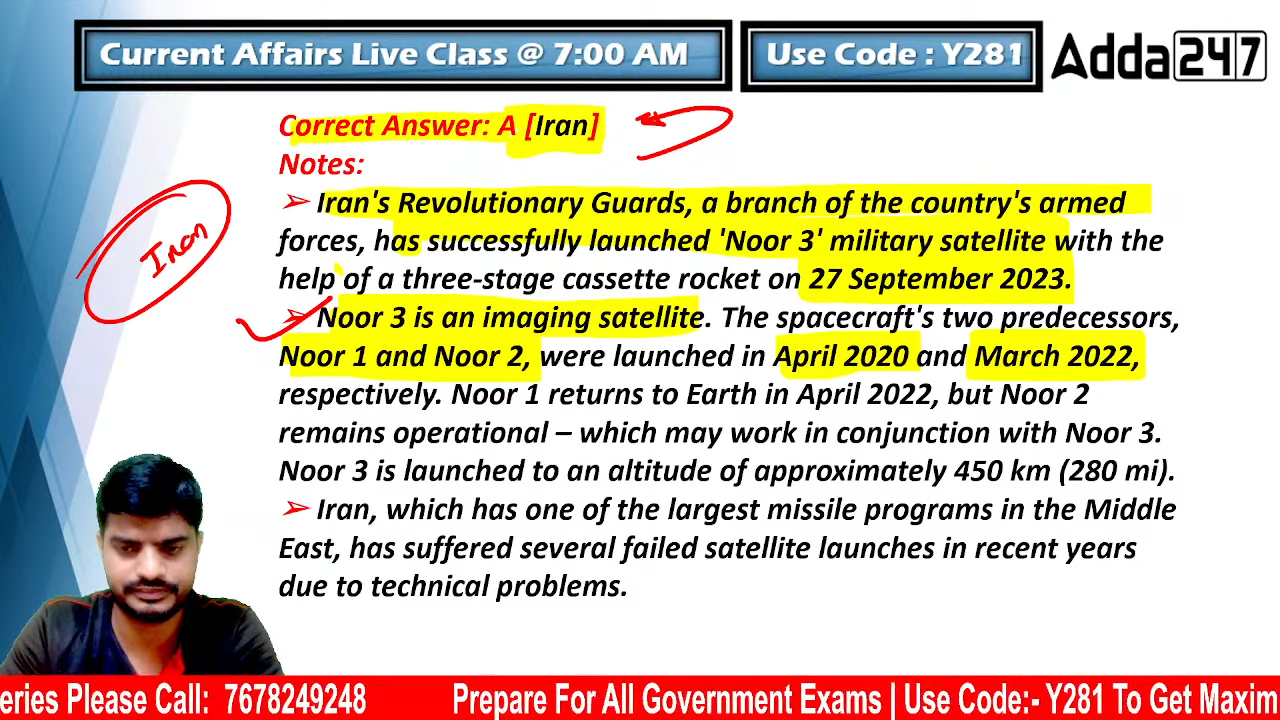 Current Affairs Live Class @ 7:00 AM
Use Code : Y281
Adda247
Correct Answer: A [Iran]
Notes:
➢ Iran's Revolutionary Guards, a branch of the country's armed
forces, has successfully launched 'Noor 3' military satellite with the
help of a three-stage cassette rocket on 27 September 2023.
Iran
➢ Noor 3 is an imaging satellite. The spacecraft's two predecessors,
Noor 1 and Noor 2, were launched in April 2020 and March 2022,
respectively. Noor 1 returns to Earth in April 2022, but Noor 2
remains operational – which may work in conjunction with Noor 3.
Noor 3 is launched to an altitude of approximately 450 km (280 mi).
➢ Iran, which has one of the largest missile programs in the Middle
East, has suffered several failed satellite launches in recent years
due to technical problems.
eries Please Call: 7678249248 Prepare For All Government Exams | Use Code:- Y281 To Get Maxim